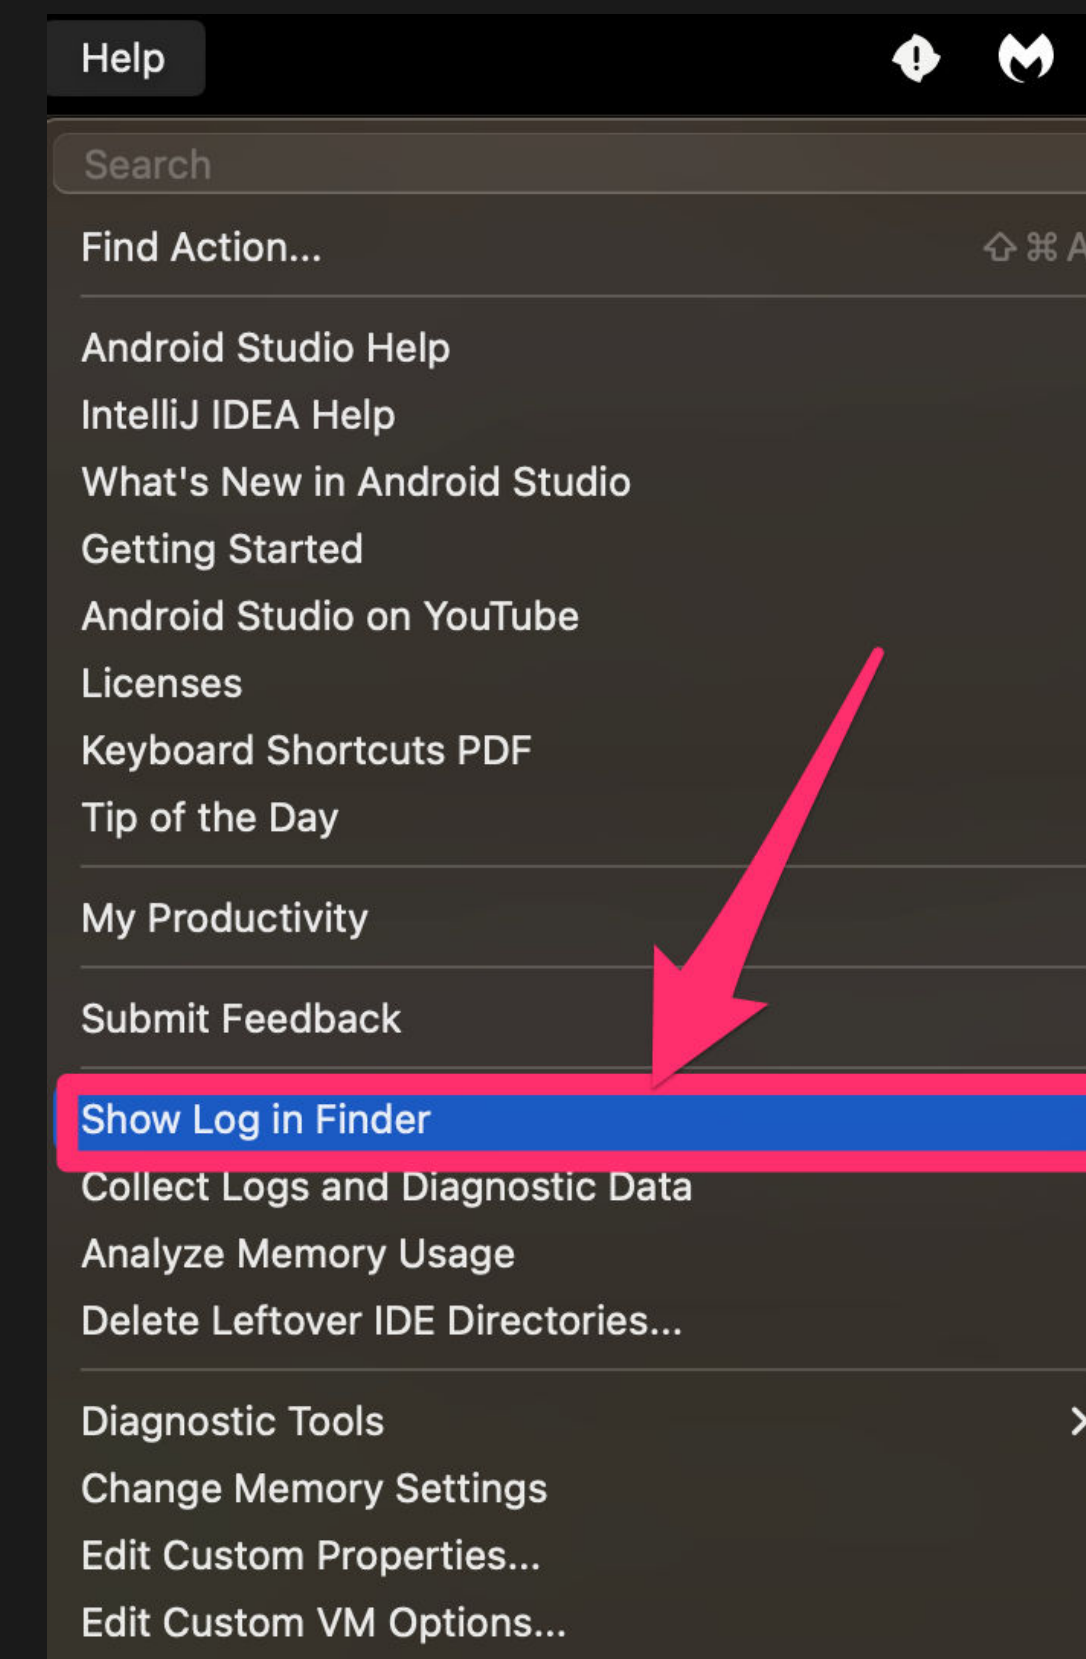 Help
Search
Find Action... ⇧⌘A
Android Studio Help
IntelliJ IDEA Help
What's New in Android Studio
Getting Started
Android Studio on YouTube
Licenses
Keyboard Shortcuts PDF
Tip of the Day
My Productivity
Submit Feedback
Show Log in Finder
Collect Logs and Diagnostic Data
Analyze Memory Usage
Delete Leftover IDE Directories...
Diagnostic Tools
Change Memory Settings
Edit Custom Properties...
Edit Custom VM Options...